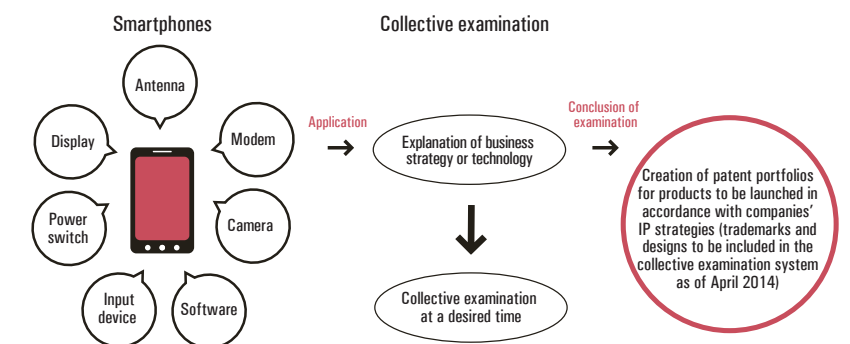 Smartphones
Collective examination
Antenna
Display
Modem
Power
switch
Camera
Input
device
Software
Application
Explanation of business
strategy or technology
Collective examination
at a desired time
Conclusion of
examination
Creation of patent portfolios
for products to be launched in
accordance with companies’
IP strategies (trademarks and
designs to be included in the
collective examination system
as of April 2014)